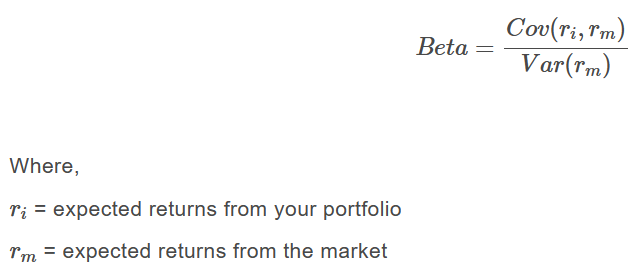 Beta = Cov(r_i, r_m) / Var(r_m)
Where,
r_i = expected returns from your portfolio
r_m = expected returns from the market